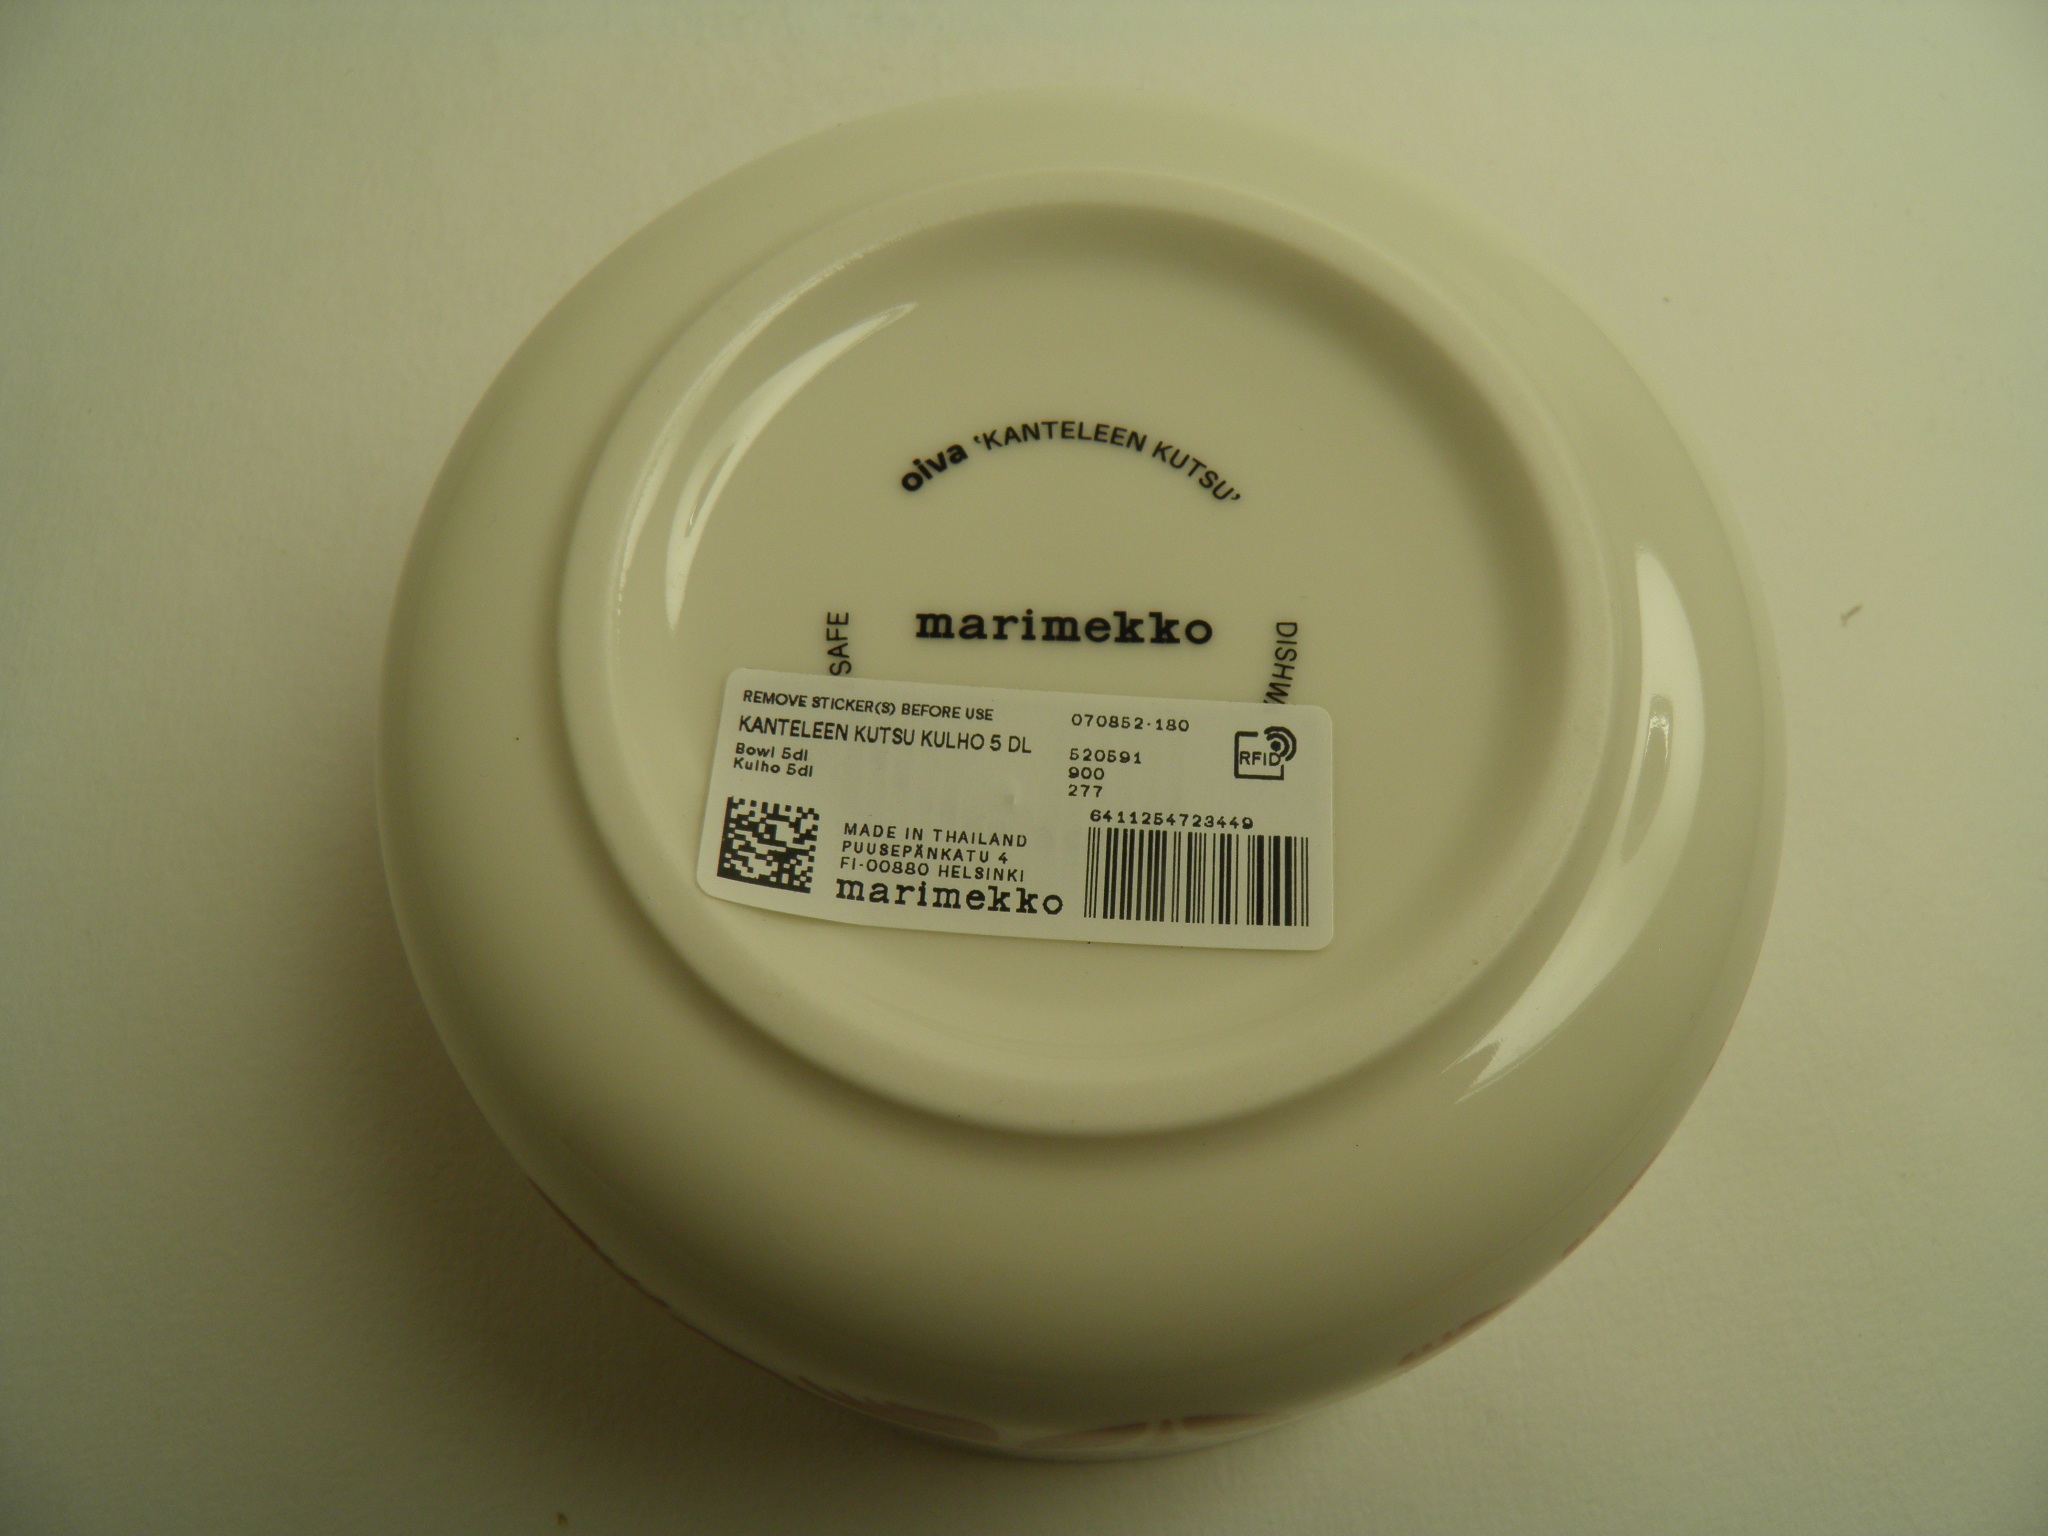 oiva 'KANTELEEN KUTSU'
marimekko
SAFE
DISHW
REMOVE STICKER(S) BEFORE USE
KANTELEEN KUTSU KULHO 5 DL
Bowl 5dl
Kulho 5dl
070852-180
520591
900
277
RFID
6411254723449
MADE IN THAILAND
PUUSEPÄNKATU 4
FI-00880 HELSINKI
marimekko